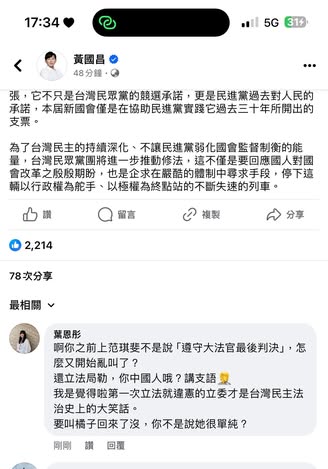 17:34
5G
31
黃國昌
48 分鐘 ·
張，它不只是台灣民眾黨的競選承諾，更是民進黨過去對人民的
承諾，本屆新國會僅是在協助民進黨實踐它過去三十年所開出的
支票。
為了台灣民主的持續深化、不讓民進黨弱化國會監督制衡的能
量，台灣民眾黨團將進一步推動修法，這不僅是要回應國人對國
會改革之殷殷期盼，也是企求在嚴酷的體制中尋求手段，停下這
輛以行政權為舵手、以極權為終點站的不斷失速的列車。
讚
留言
複製
分享
2,214
78次分享
最相關
葉恩彤
啊你之前上范琪斐不是說「遵守大法官最後判決」，怎
麼又開始亂叫了？
還立法局勒，你中國人哦？講支語🤦
我是覺得啦第一次立法就違憲的立委才是台灣民主法
治史上的大笑話。
要叫橘子回來了沒，你不是說她很單純？
剛剛 讚 回覆